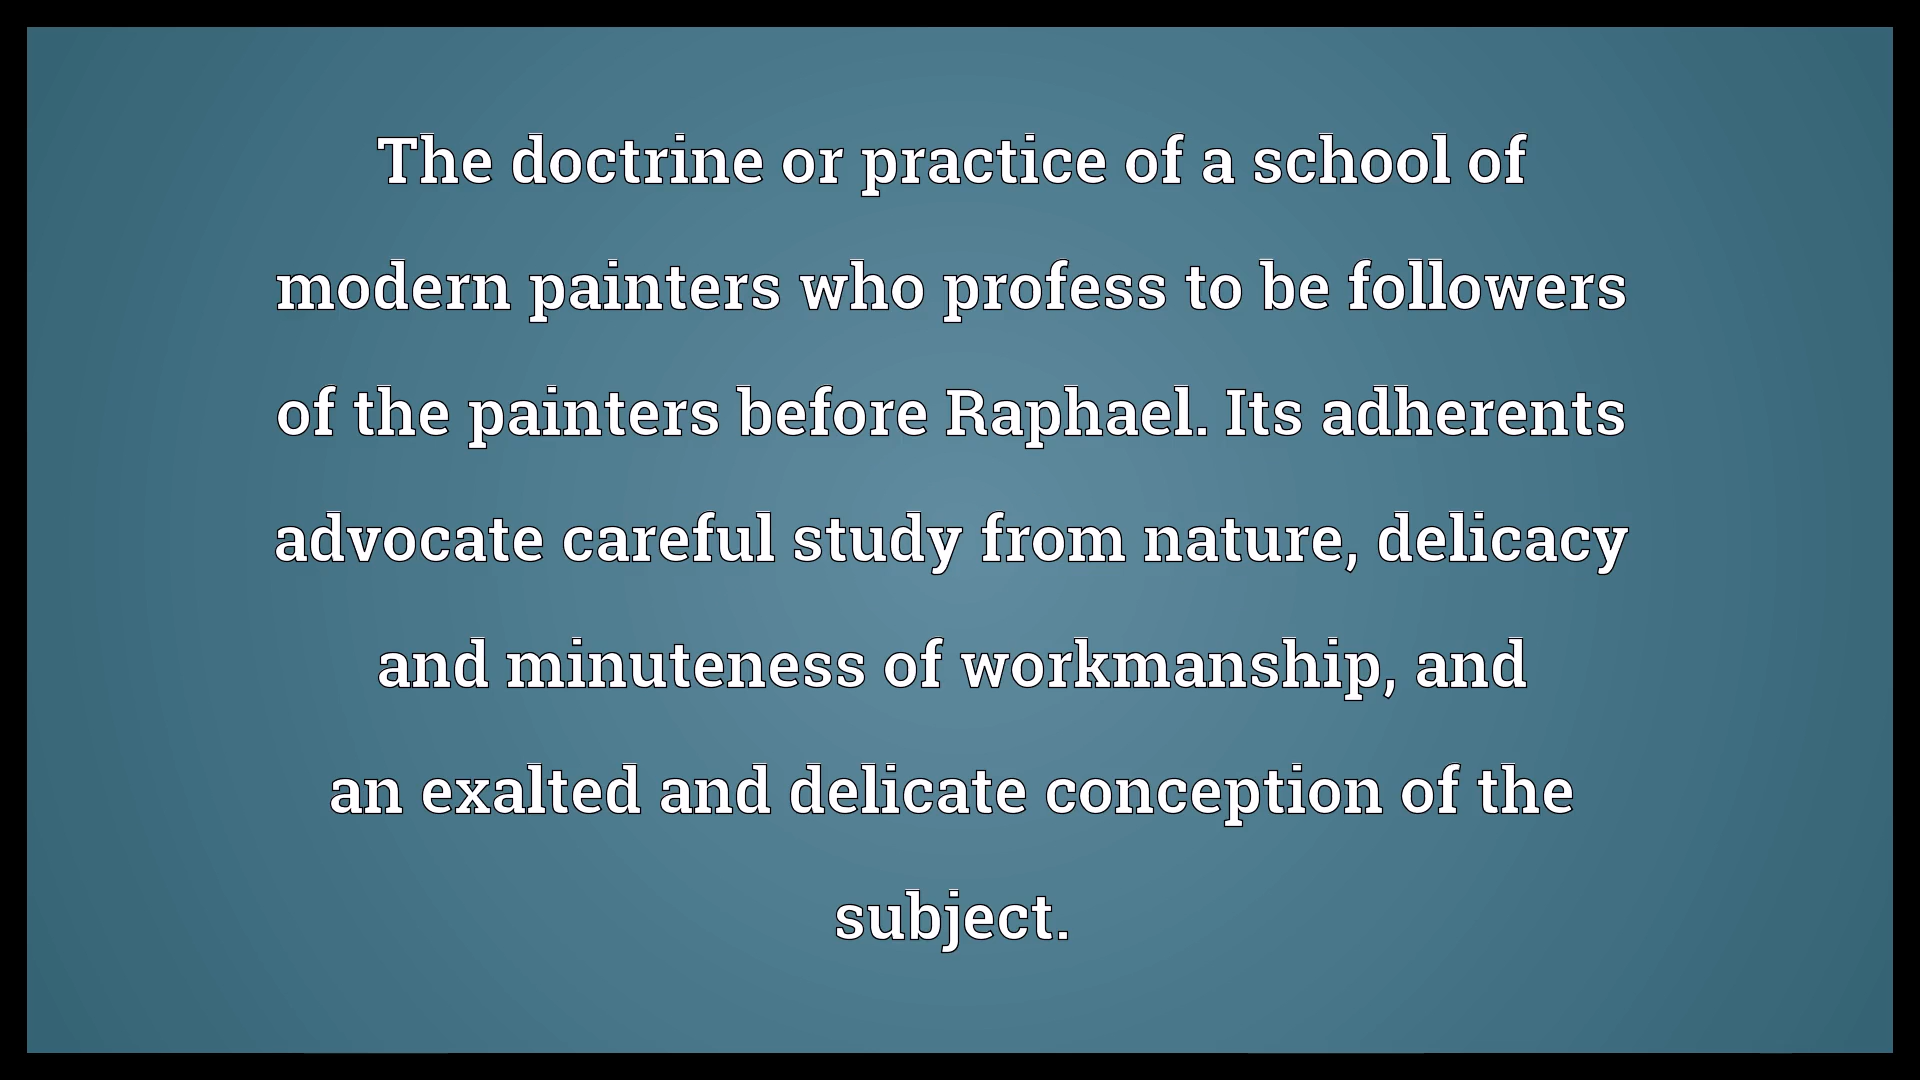 The doctrine or practice of a school of
modern painters who profess to be followers
of the painters before Raphael. Its adherents
advocate careful study from nature, delicacy
and minuteness of workmanship, and
an exalted and delicate conception of the
subject.